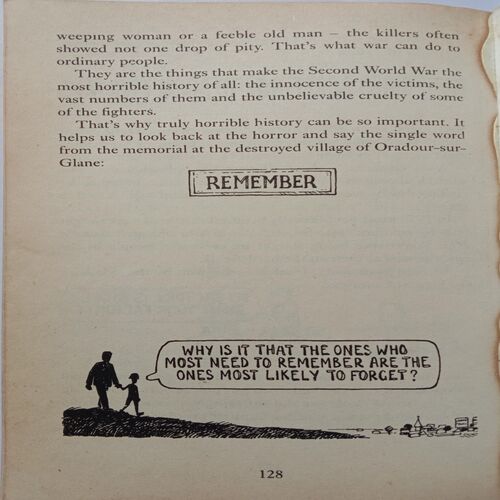 weeping woman or a feeble old man – the killers often
showed not one drop of pity. That's what war can do to
ordinary people.
They are the things that make the Second World War the
most horrible history of all: the innocence of the victims, the
vast numbers of them and the unbelievable cruelty of some
of the fighters.
That's why truly horrible history can be so important. It
helps us to look back at the horror and say the single word
from the memorial at the destroyed village of Oradour-sur-
Glane:
REMEMBER
WHY IS IT THAT THE ONES WHO
MOST NEED TO REMEMBER ARE THE
ONES MOST LIKELY TO FORGET?
128